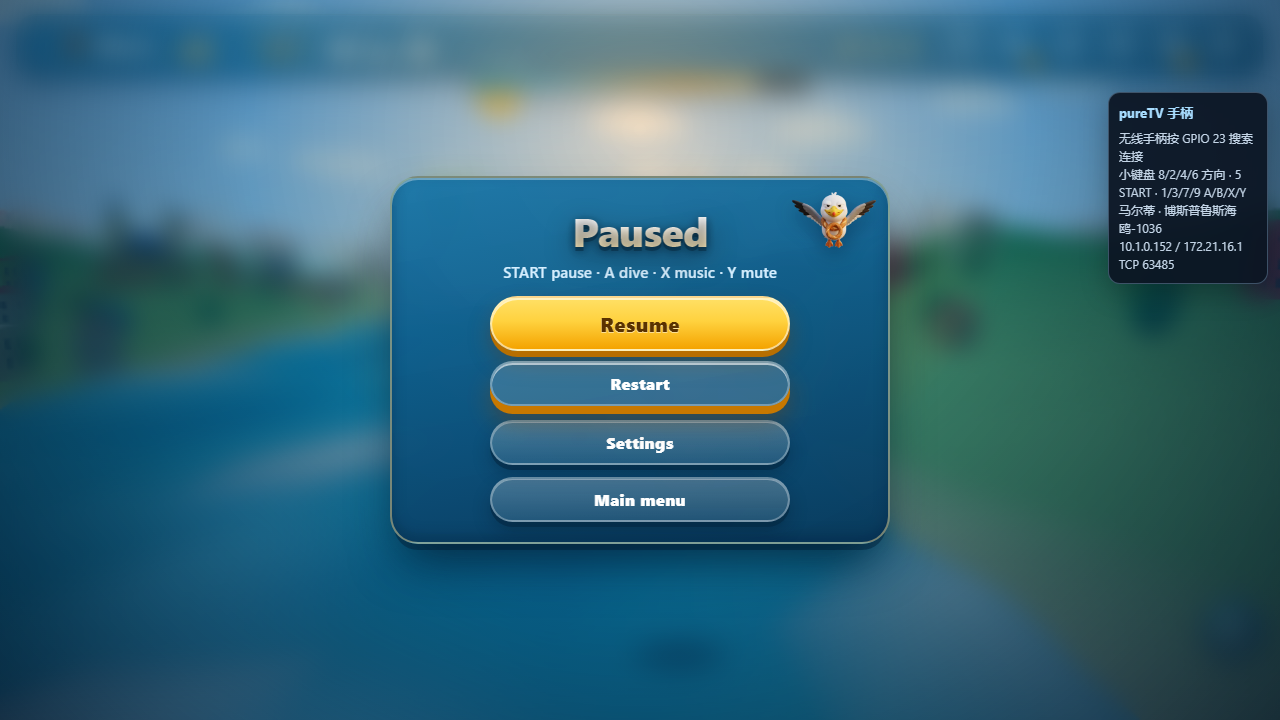 Paused
START pause · A dive · X music · Y mute
Resume
Restart
Settings
Main menu
pureTV 手柄
无线手柄按 GPIO 23 搜索
连接
小键盘 8/2/4/6 方向 · 5
START · 1/3/7/9 A/B/X/Y
马尔蒂 · 博斯普鲁斯海
鸥-1036
10.1.0.152 / 172.21.16.1
TCP 63485